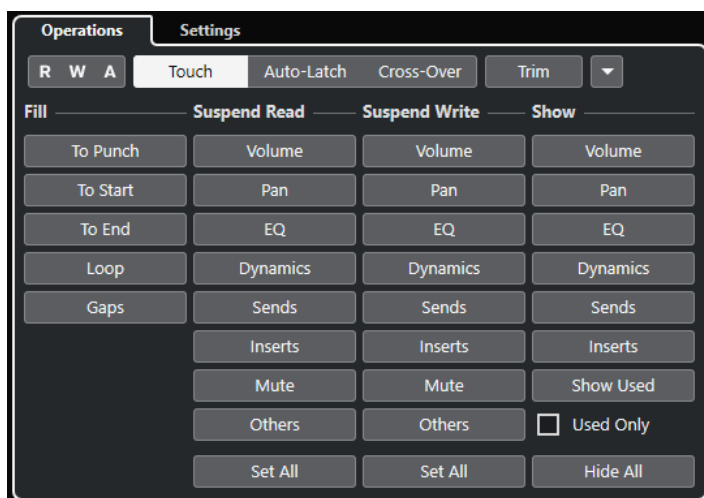 Operations Settings
R W A Touch Auto-Latch Cross-Over Trim
Fill Suspend Read Suspend Write Show
To Punch Volume Volume Volume
To Start Pan Pan Pan
To End EQ EQ EQ
Loop Dynamics Dynamics Dynamics
Gaps Sends Sends Sends
Inserts Inserts Inserts
Mute Mute Show Used
Others Others Used Only
Set All Set All Hide All